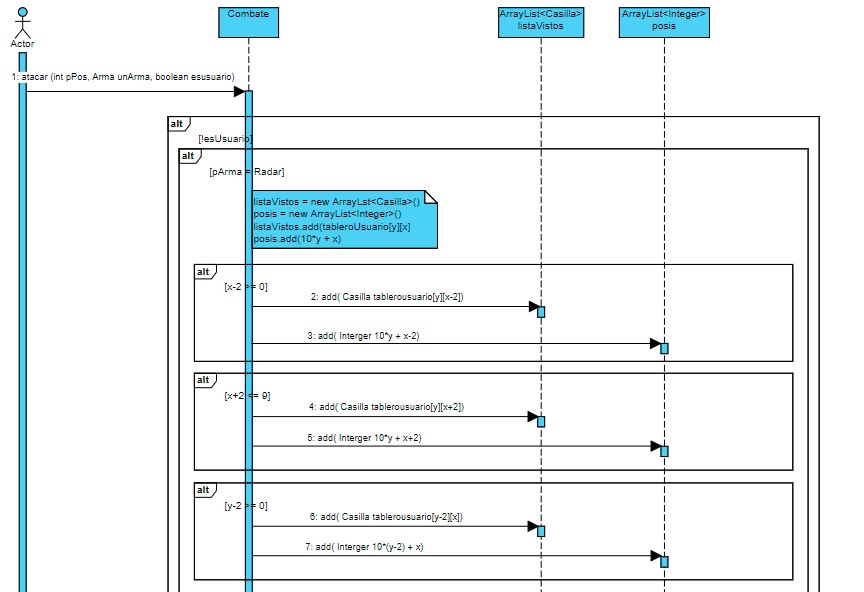 Combate
ArrayList<Casilla>
listaVistos
ArrayList<Integer>
posis
Actor
1: atacar (int pPos, Arma unArma, boolean esusuario)
alt
[!esUsuario]
alt
[pArma = Radar]
listaVistos = new ArrayLst<Casilla>()
posis = new ArrayList<Integer>()
listaVistos.add(tableroUsuario[y][x]
posis.add(10*y + x)
alt
[x-2 >= 0]
2: add( Casilla tablerousuario[y][x-2])
3: add( Interger 10*y + x-2)
alt
[x+2 <= 9]
4: add( Casilla tablerousuario[y][x+2])
5: add( Interger 10*y + x+2)
alt
[y-2 >= 0]
6: add( Casilla tablerousuario[y-2][x])
7: add( Interger 10*(y-2) + x)